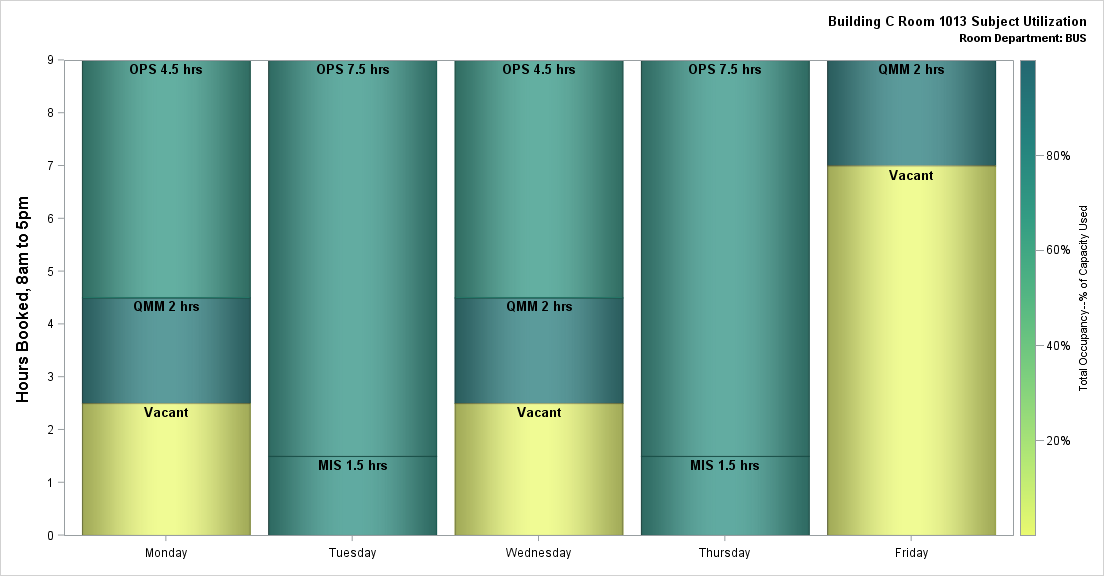 Building C Room 1013 Subject Utilization
Room Department: BUS
Hours Booked, 8am to 5pm
9
8
7
6
5
4
3
2
1
0
OPS 4.5 hrs
QMM 2 hrs
Vacant
OPS 7.5 hrs
MIS 1.5 hrs
OPS 4.5 hrs
QMM 2 hrs
Vacant
OPS 7.5 hrs
MIS 1.5 hrs
QMM 2 hrs
Vacant
Monday
Tuesday
Wednesday
Thursday
Friday
80%
60%
40%
20%
Total Occupancy--% of Capacity Used